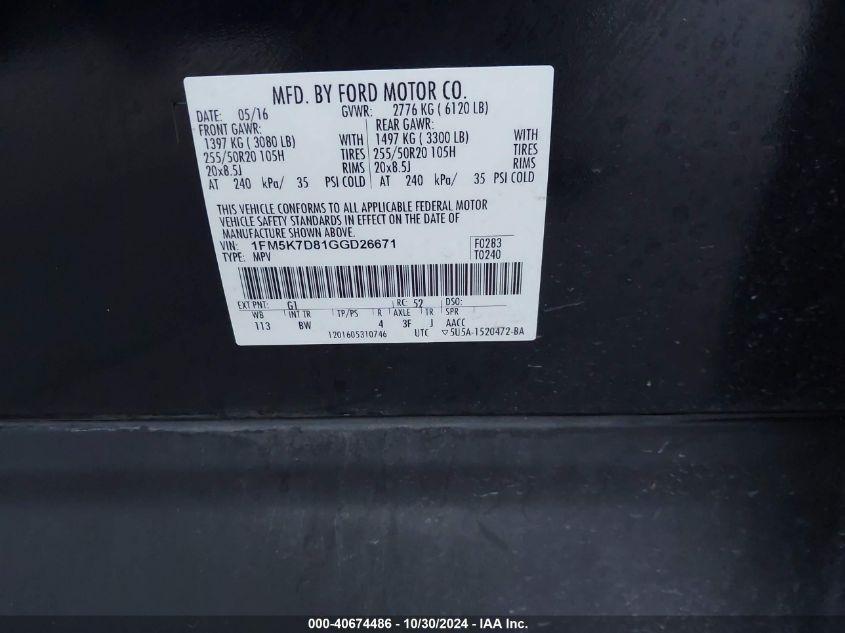 MFD. BY FORD MOTOR CO.
DATE: 05/16 GVWR: 2776 KG ( 6120 LB)
FRONT GAWR: REAR GAWR:
1397 KG ( 3080 LB) WITH 1497 KG ( 3300 LB) WITH
255/50R20 105H TIRES 255/50R20 105H TIRES
20x8.5J RIMS 20x8.5J RIMS
AT 240 kPa/ 35 PSI COLD AT 240 kPa/ 35 PSI COLD
THIS VEHICLE CONFORMS TO ALL APPLICABLE FEDERAL MOTOR
VEHICLE SAFETY STANDARDS IN EFFECT ON THE DATE OF
MANUFACTURE SHOWN ABOVE.
VIN: 1FM5K7D81GGD26671 F0283
TYPE: MPV T0240
EXT PNT: G1 RC: 52 DSO:
WB INT TR TP/PS R AXLE TR SPR
113 BW 4 3F J AACC
1201605310746 UTC ▽5U5A-1520472-BA
000-40674486 - 10/30/2024 - IAA Inc.